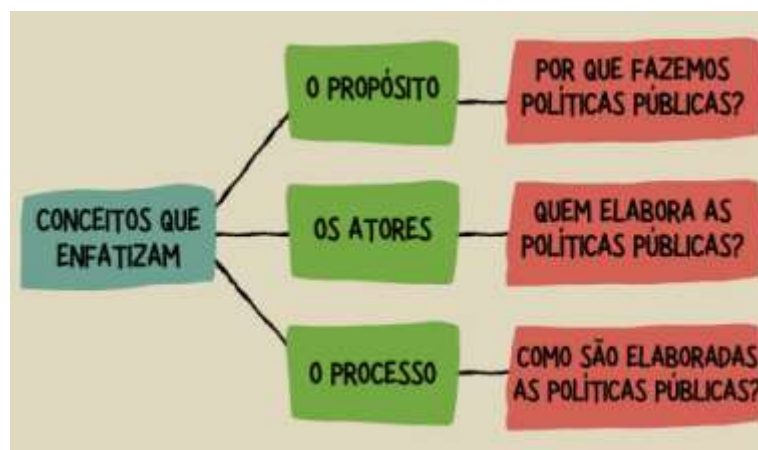 CONCEITOS QUE
ENFATIZAM
O PROPÓSITO
POR QUE FAZEMOS
POLÍTICAS PÚBLICAS?
OS ATORES
QUEM ELABORA AS
POLÍTICAS PÚBLICAS?
O PROCESSO
COMO SÃO ELABORADAS
AS POLÍTICAS PÚBLICAS?